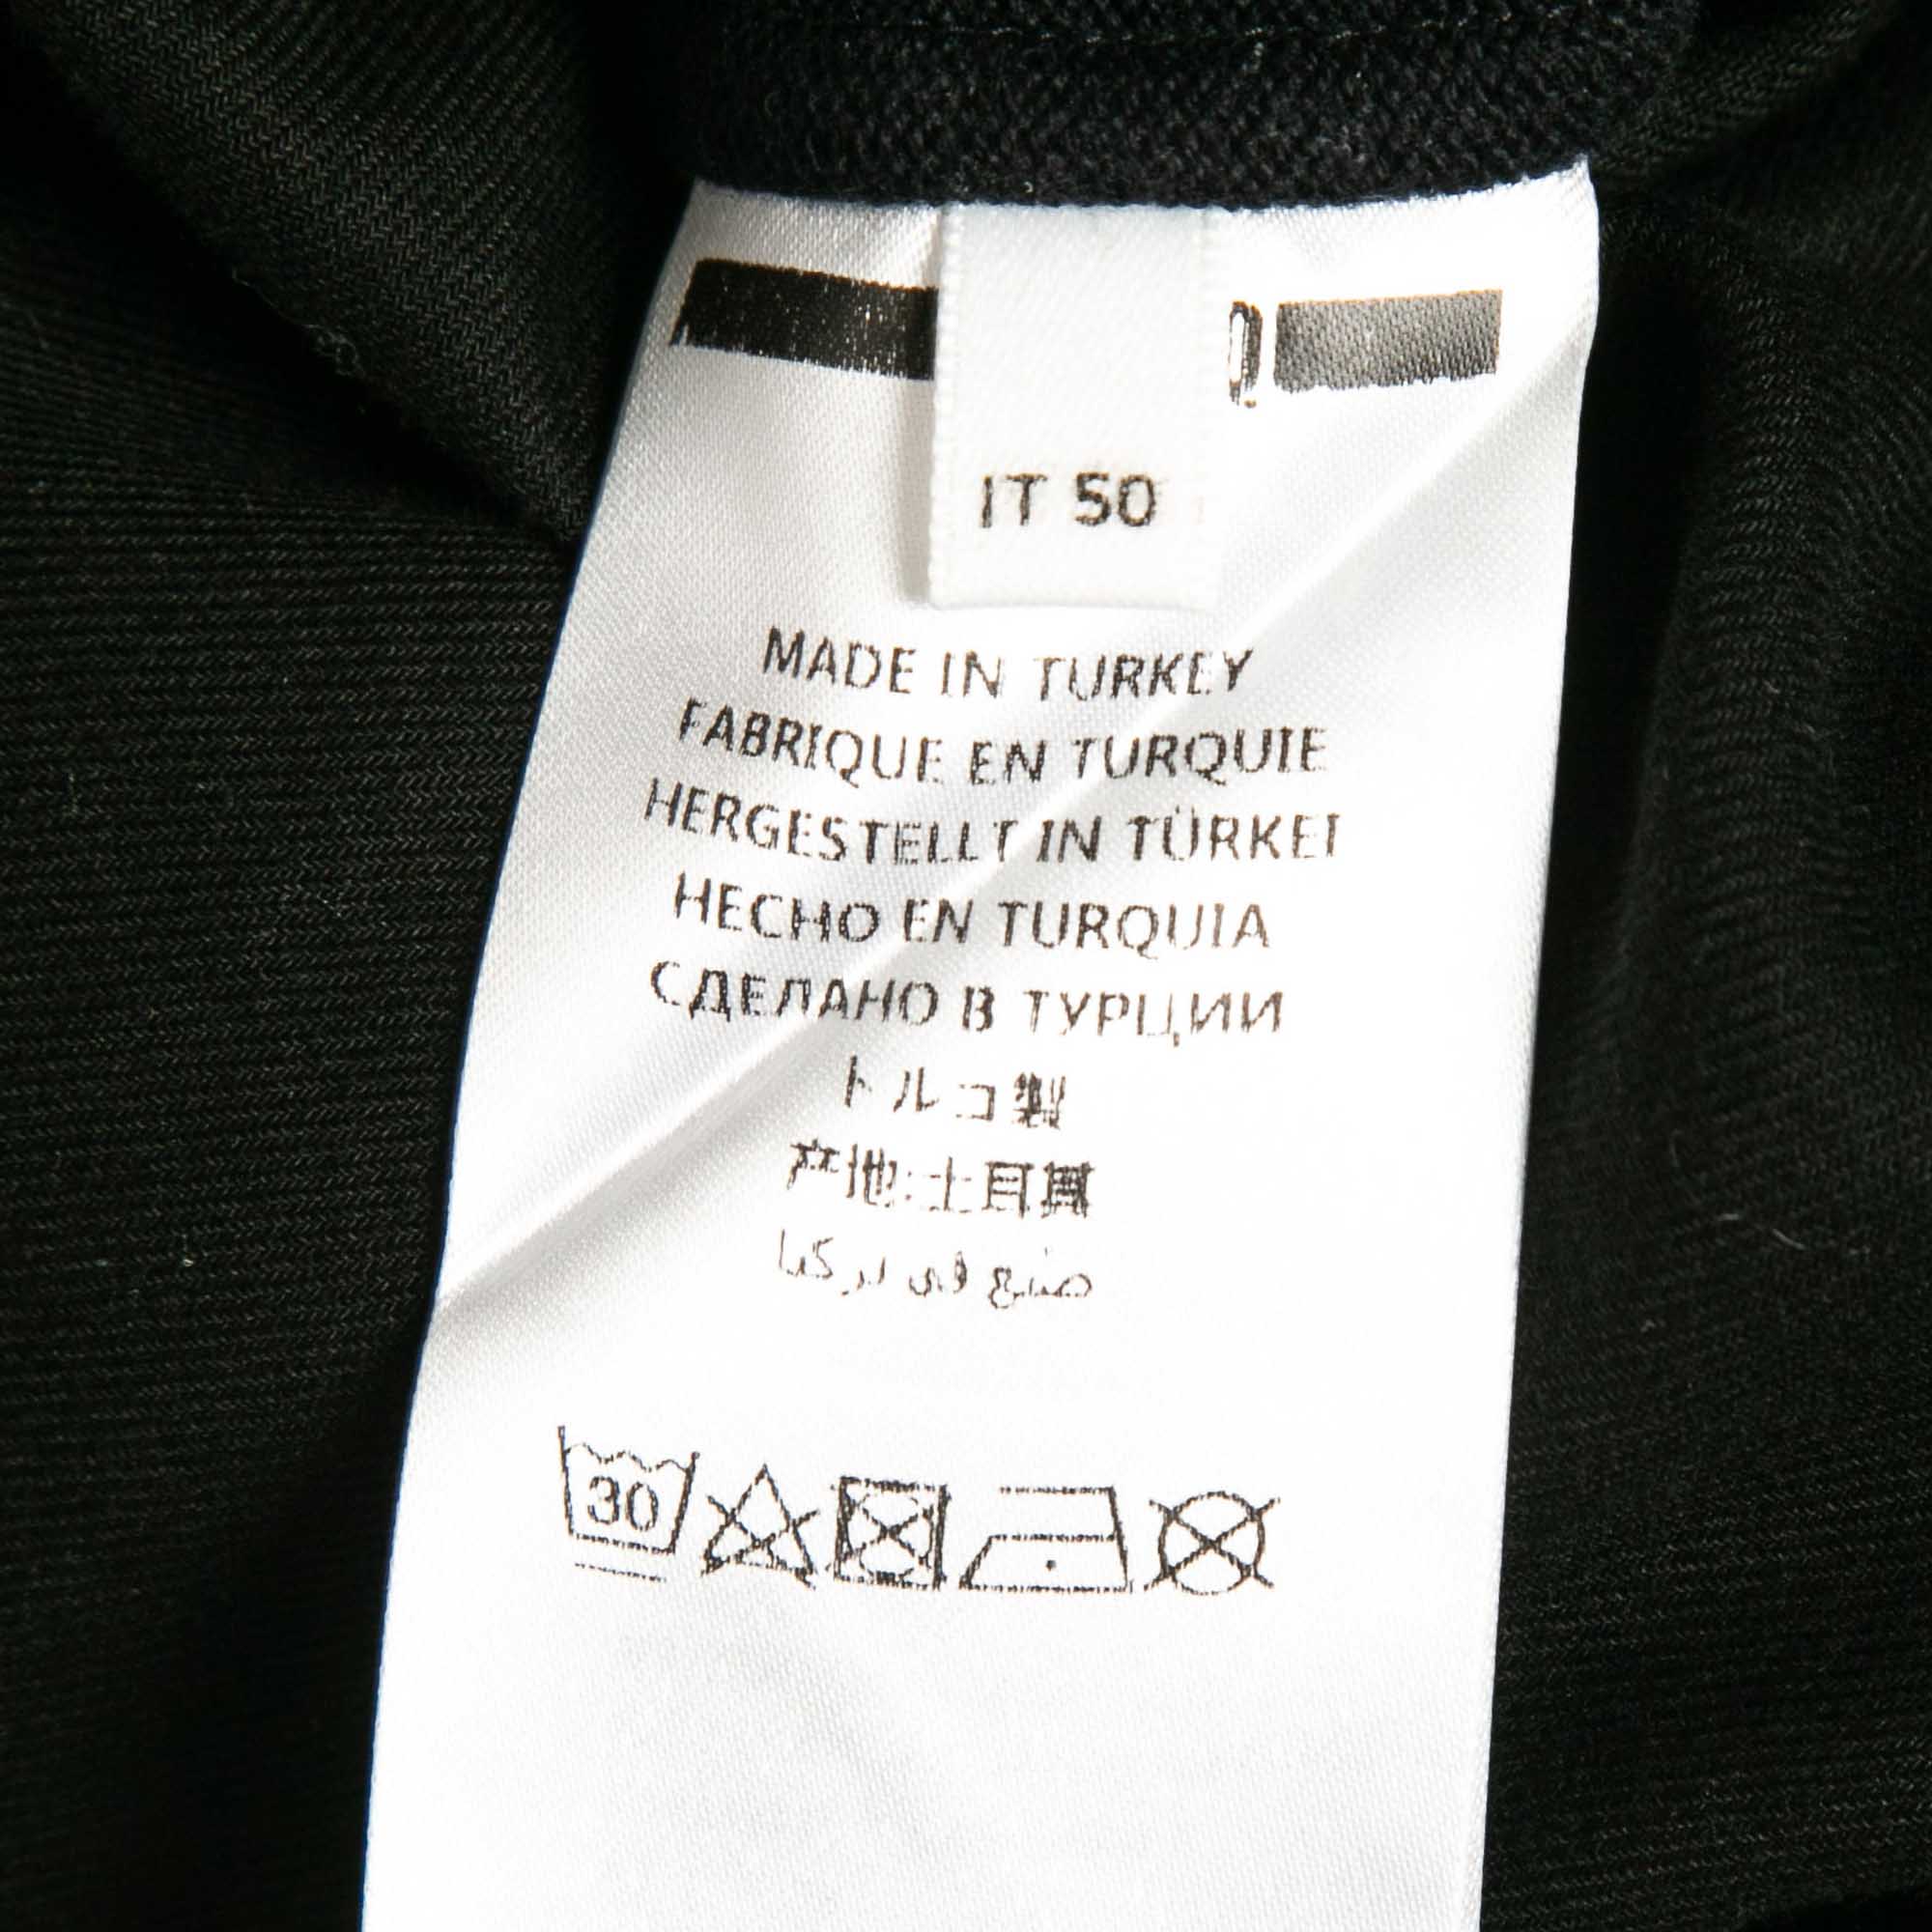 IT 50
MADE IN TURKEY
FABRIQUE EN TURQUIE
HERGESTELLT IN TÜRKEI
HECHO EN TURQUIA
СДЕЛАНО В ТУРЦИИ
トルコ製
产地:土耳其
صنع في تركيا
30